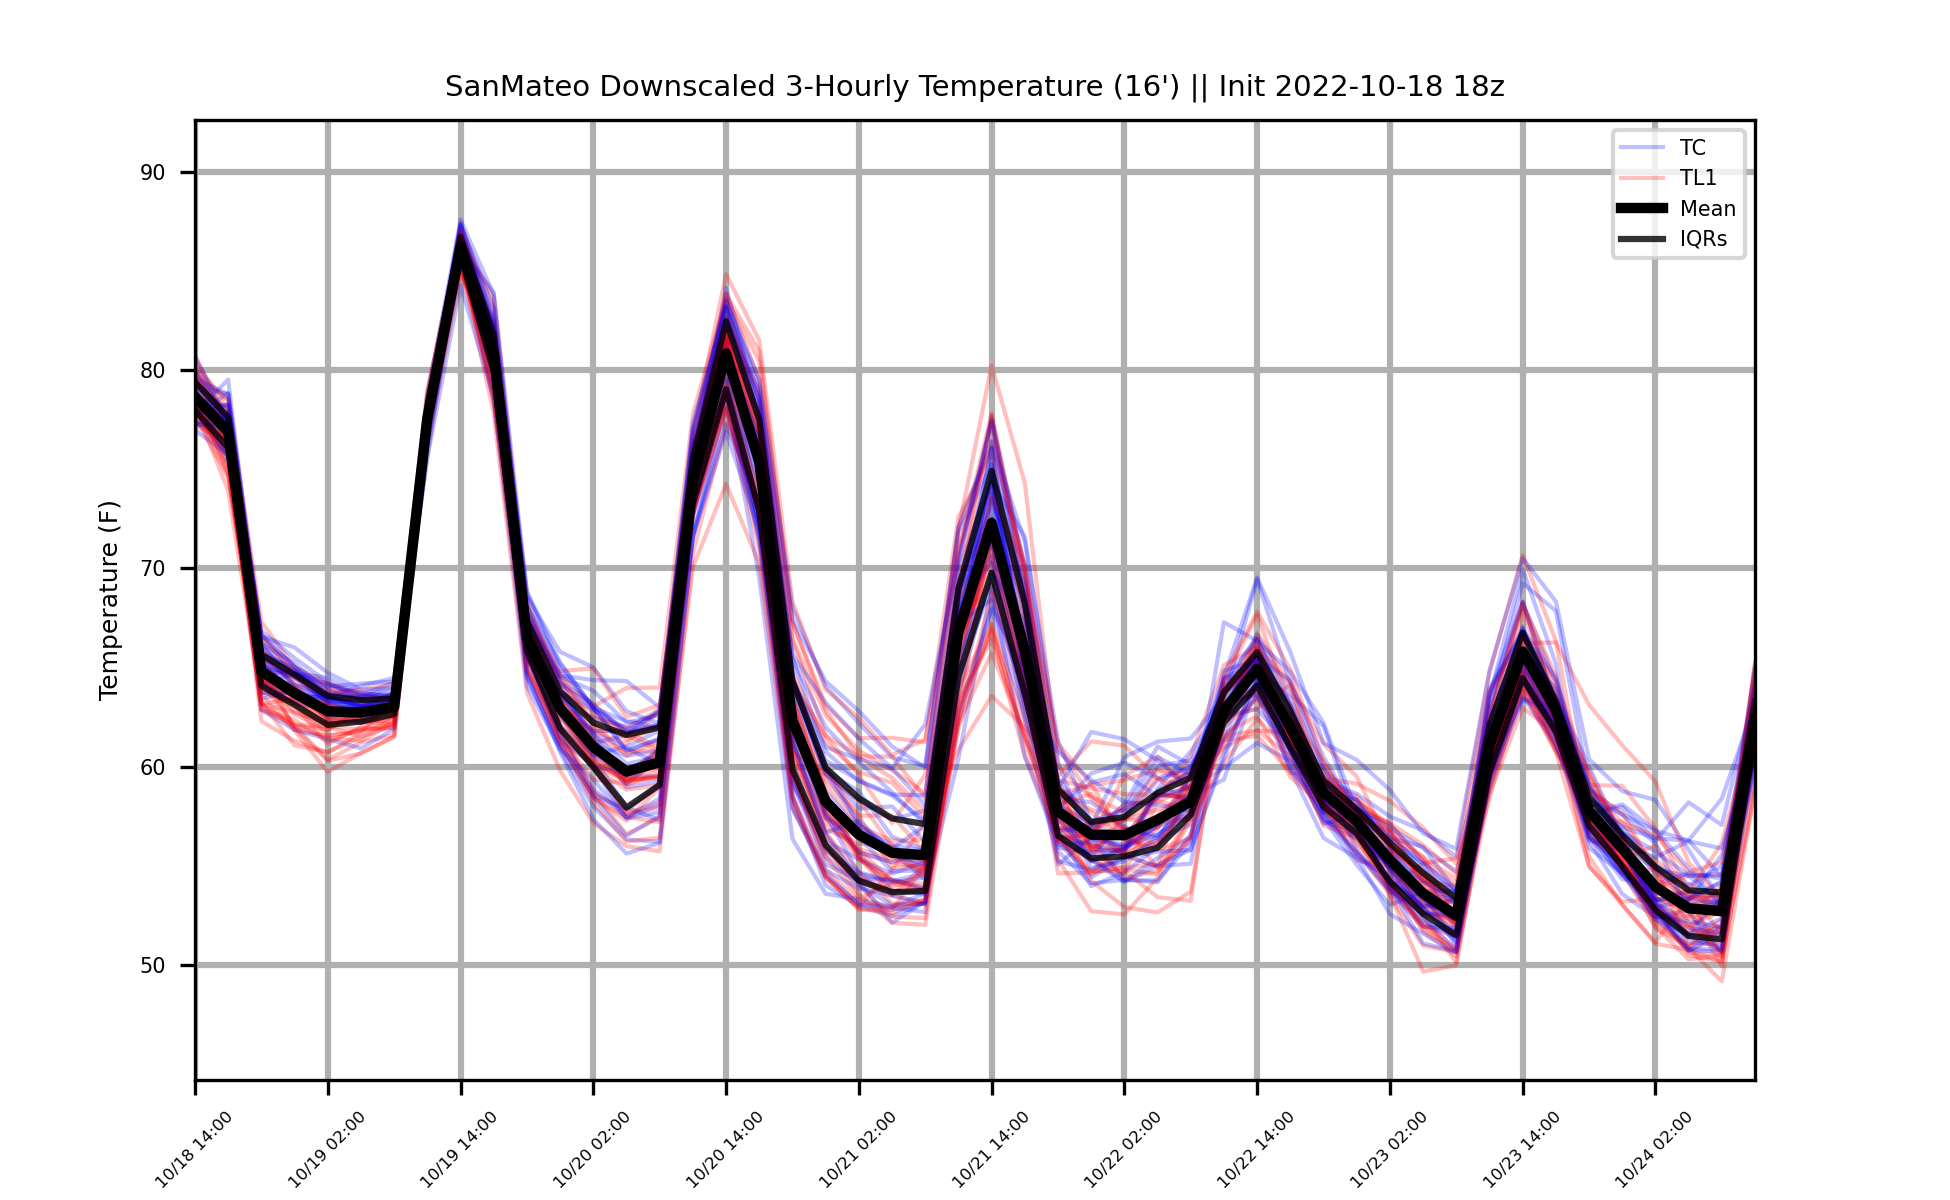 SanMateo Downscaled 3-Hourly Temperature (16') || Init 2022-10-18 18z
TC
TL1
Mean
IQRs
Temperature (F)
90
80
70
60
50
10/18 14:00
10/19 02:00
10/19 14:00
10/20 02:00
10/20 14:00
10/21 02:00
10/21 14:00
10/22 02:00
10/22 14:00
10/23 02:00
10/23 14:00
10/24 02:00